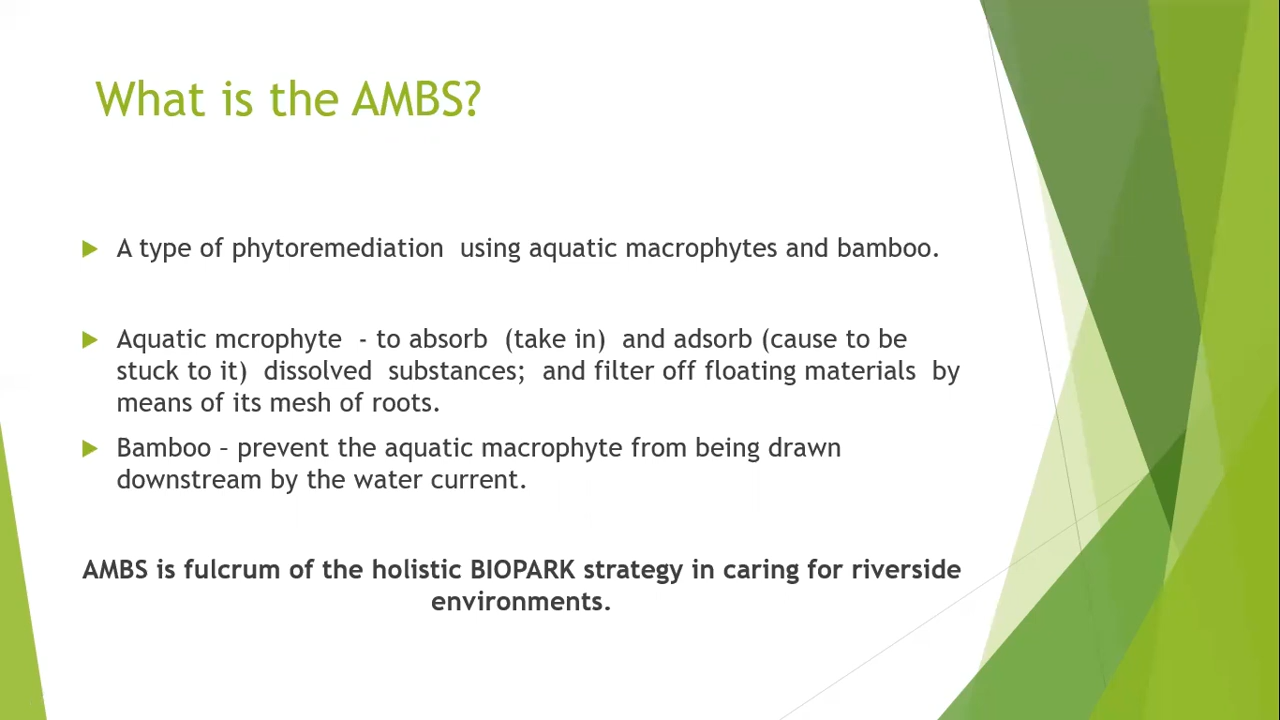 What is the AMBS?
A type of phytoremediation using aquatic macrophytes and bamboo.
Aquatic mcrophyte - to absorb (take in) and adsorb (cause to be
stuck to it) dissolved substances; and filter off floating materials by
means of its mesh of roots.
Bamboo – prevent the aquatic macrophyte from being drawn
downstream by the water current.
AMBS is fulcrum of the holistic BIOPARK strategy in caring for riverside
environments.